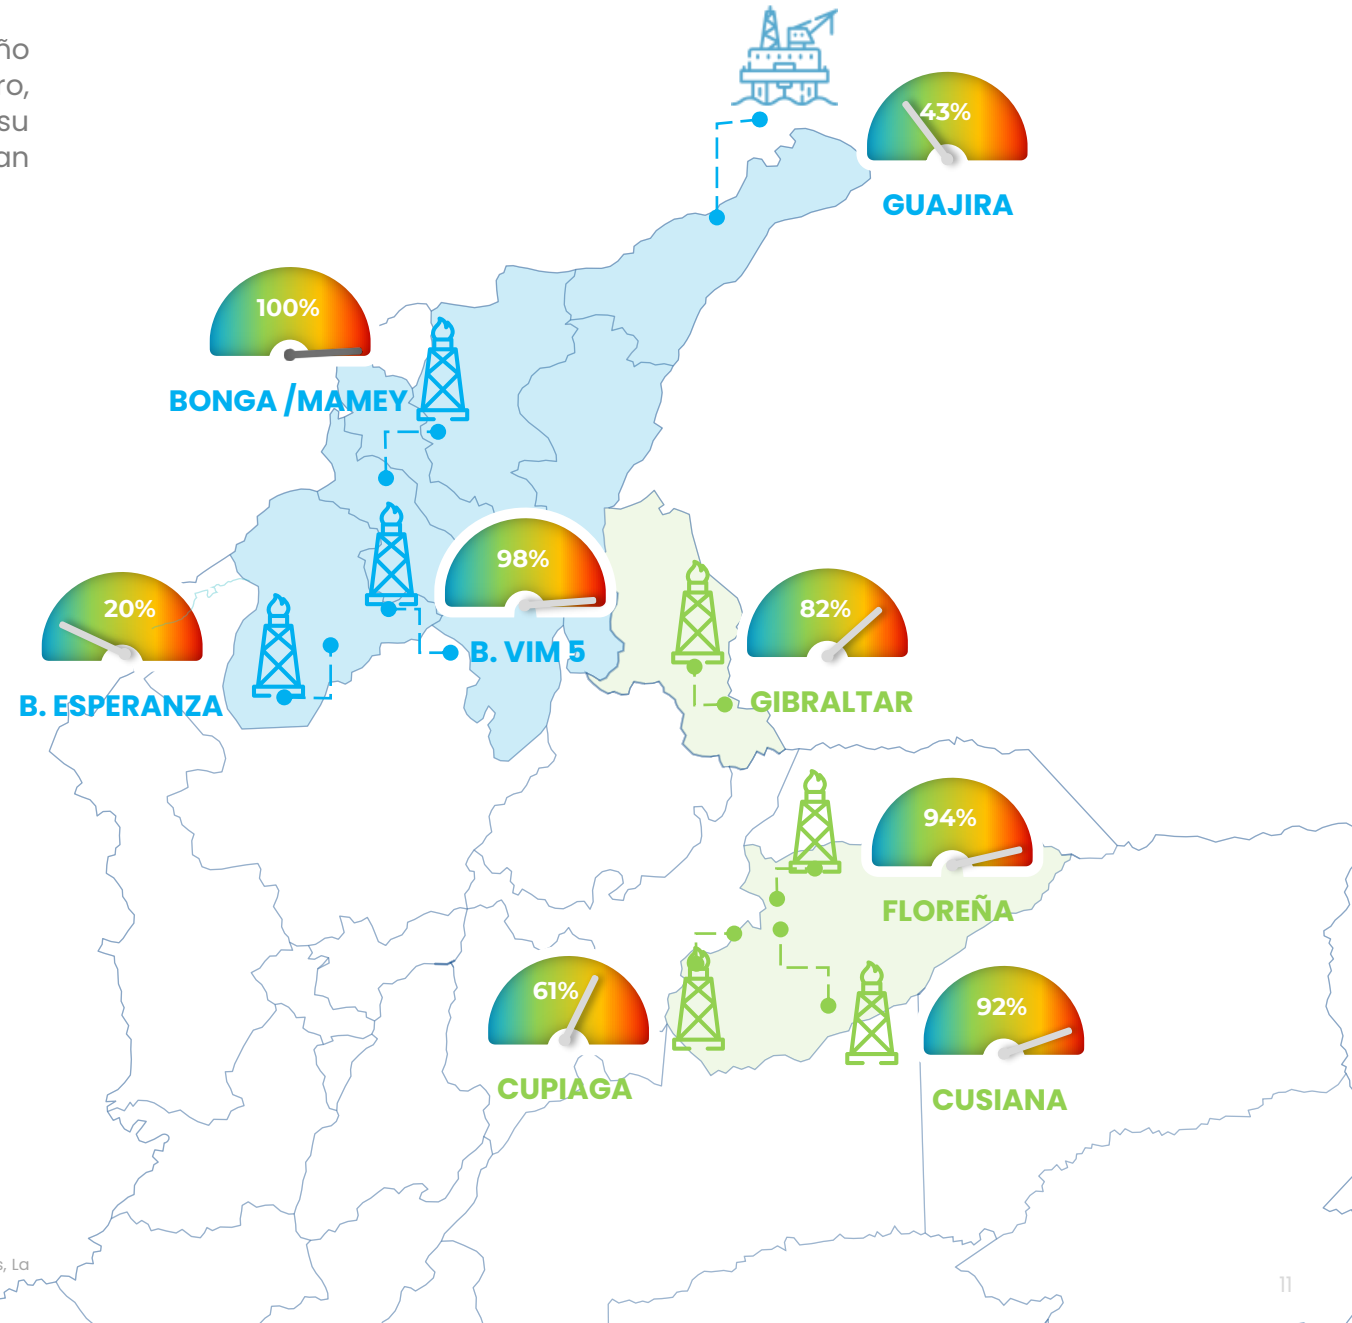 ño
ro,
su
an
43%
GUAJIRA
100%
BONGA /MAMEY
98%
B. VIM 5
20%
B. ESPERANZA
82%
GIBRALTAR
94%
FLOREÑA
61%
CUPIAGA
92%
CUSIANA
s, La
11